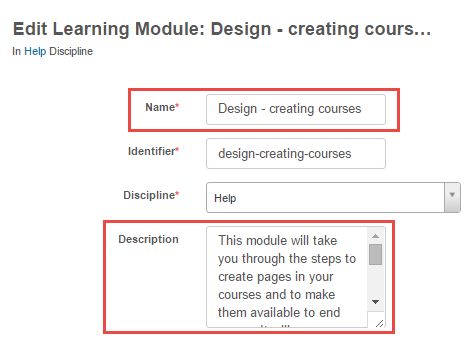 Edit Learning Module: Design - creating cours...
In Help Discipline
Name* Design - creating courses
Identifier* design-creating-courses
Discipline* Help
Description This module will take
you through the steps to
create pages in your
courses and to make
them available to end